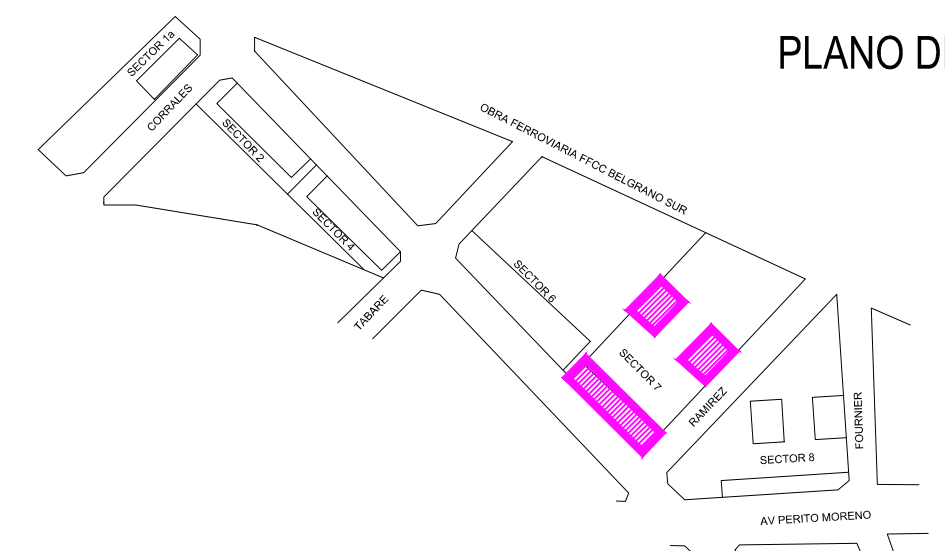 PLANO D
SECTOR 1a
CORRALES
OBRA FERROVIARIA FFCC BELGRANO SUR
SECTOR 2
SECTOR 4
SECTOR 6
TABARE
SECTOR 7
RAMIREZ
FOURNIER
SECTOR 8
AV PERITO MORENO